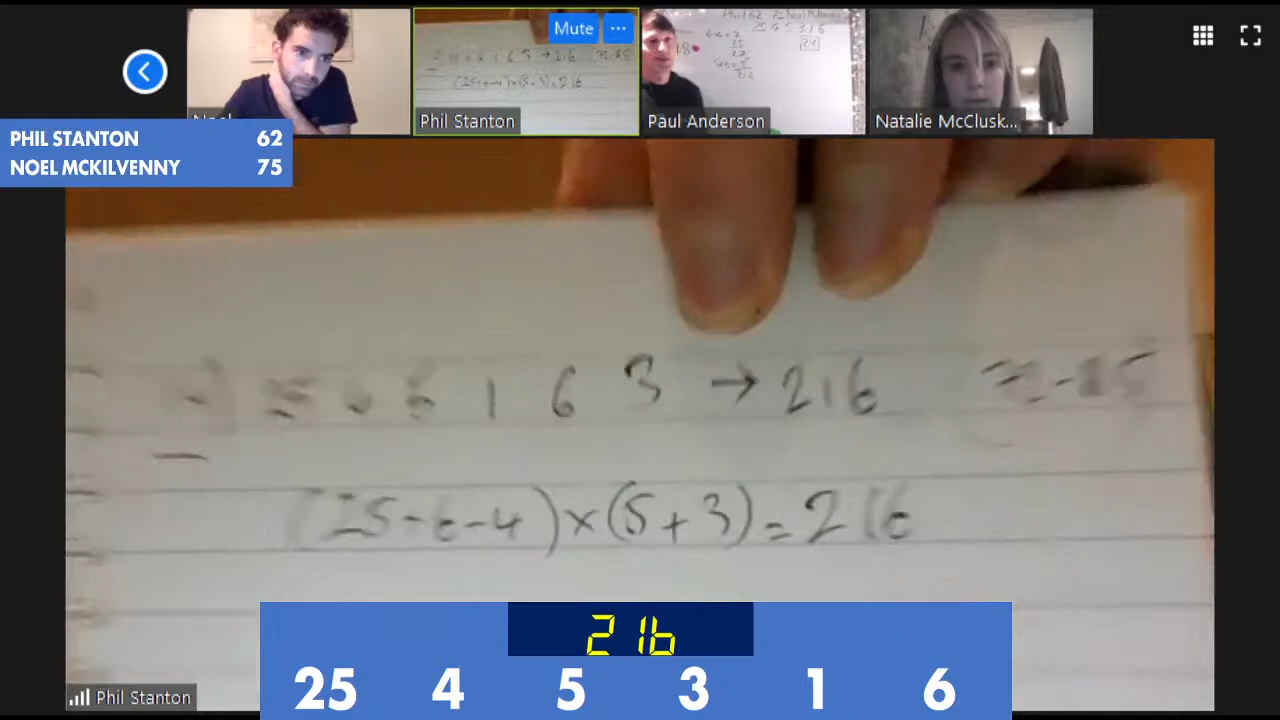 Mute ...
Phil Stanton
Paul Anderson
Natalie McClusk...
PHIL STANTON 62
NOEL MCKILVENNY 75
1 6 3 → 216
(25-6-4)×(5+3)=216
216
25 4 5 3 1 6
Phil Stanton